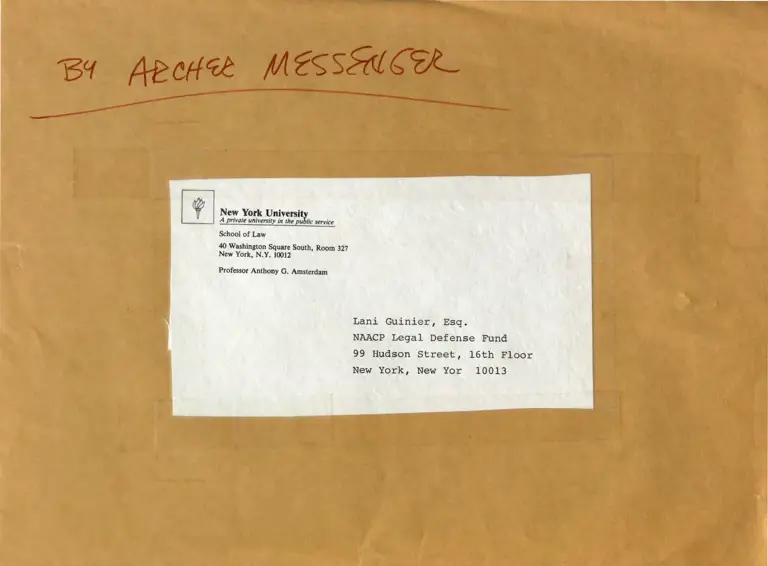 BY ARCHER MESSENGER
New York University
A private university in the public service
School of Law
40 Washington Square South, Room 327
New York, N.Y. 10012
Professor Anthony G. Amsterdam
Lani Guinier, Esq.
NAACP Legal Defense Fund
99 Hudson Street, 16th Floor
New York, New Yor 10013